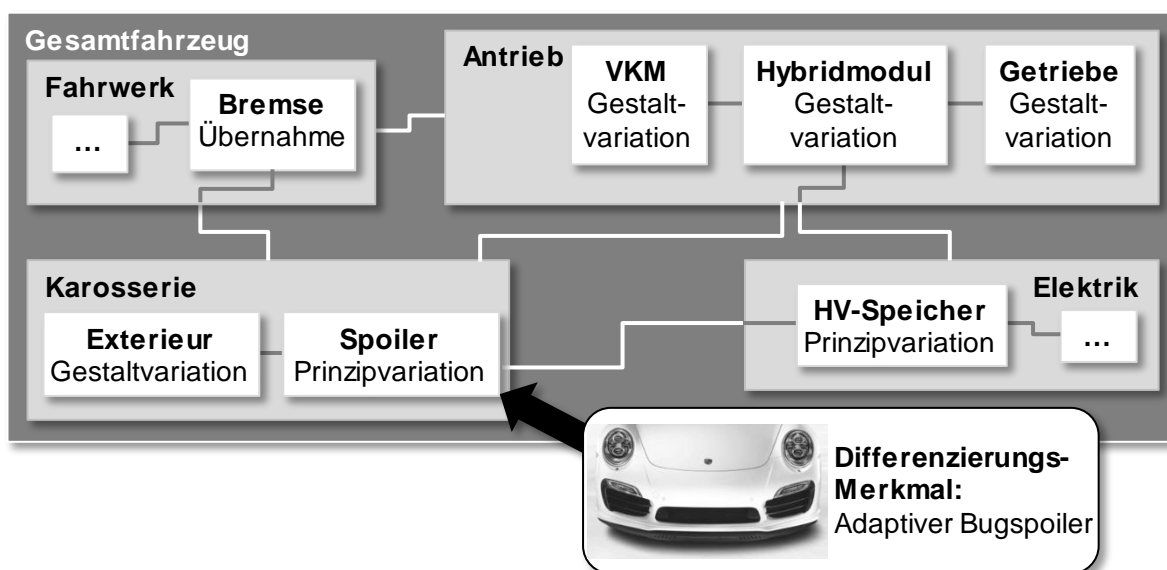 Gesamtfahrzeug
Fahrwerk
...
Bremse
Übernahme
Antrieb
VKM
Gestalt-
variation
Hybridmodul
Gestalt-
variation
Getriebe
Gestalt-
variation
Karosserie
Exterieur
Gestaltvariation
Spoiler
Prinzipvariation
HV-Speicher
Prinzipvariation
Elektrik
...
Differenzierungs-
Merkmal:
Adaptiver Bugspoiler